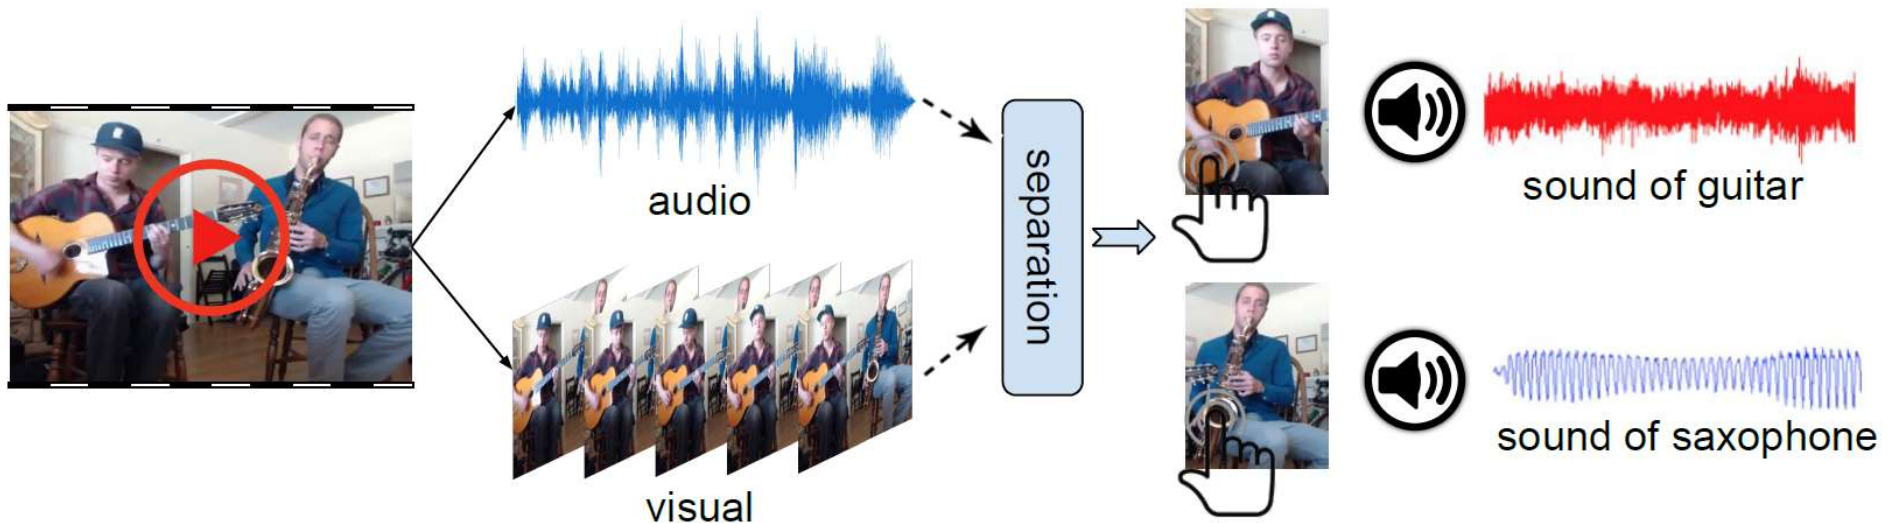 audio
visual
separation
sound of guitar
sound of saxophone